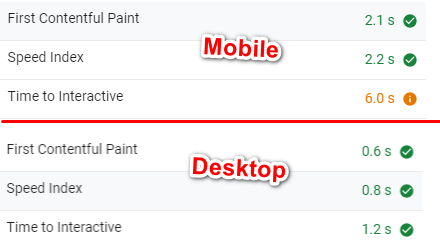 First Contentful Paint 2.1 s
Mobile
Speed Index 2.2 s
Time to Interactive 6.0 s
First Contentful Paint 0.6 s
Desktop
Speed Index 0.8 s
Time to Interactive 1.2 s